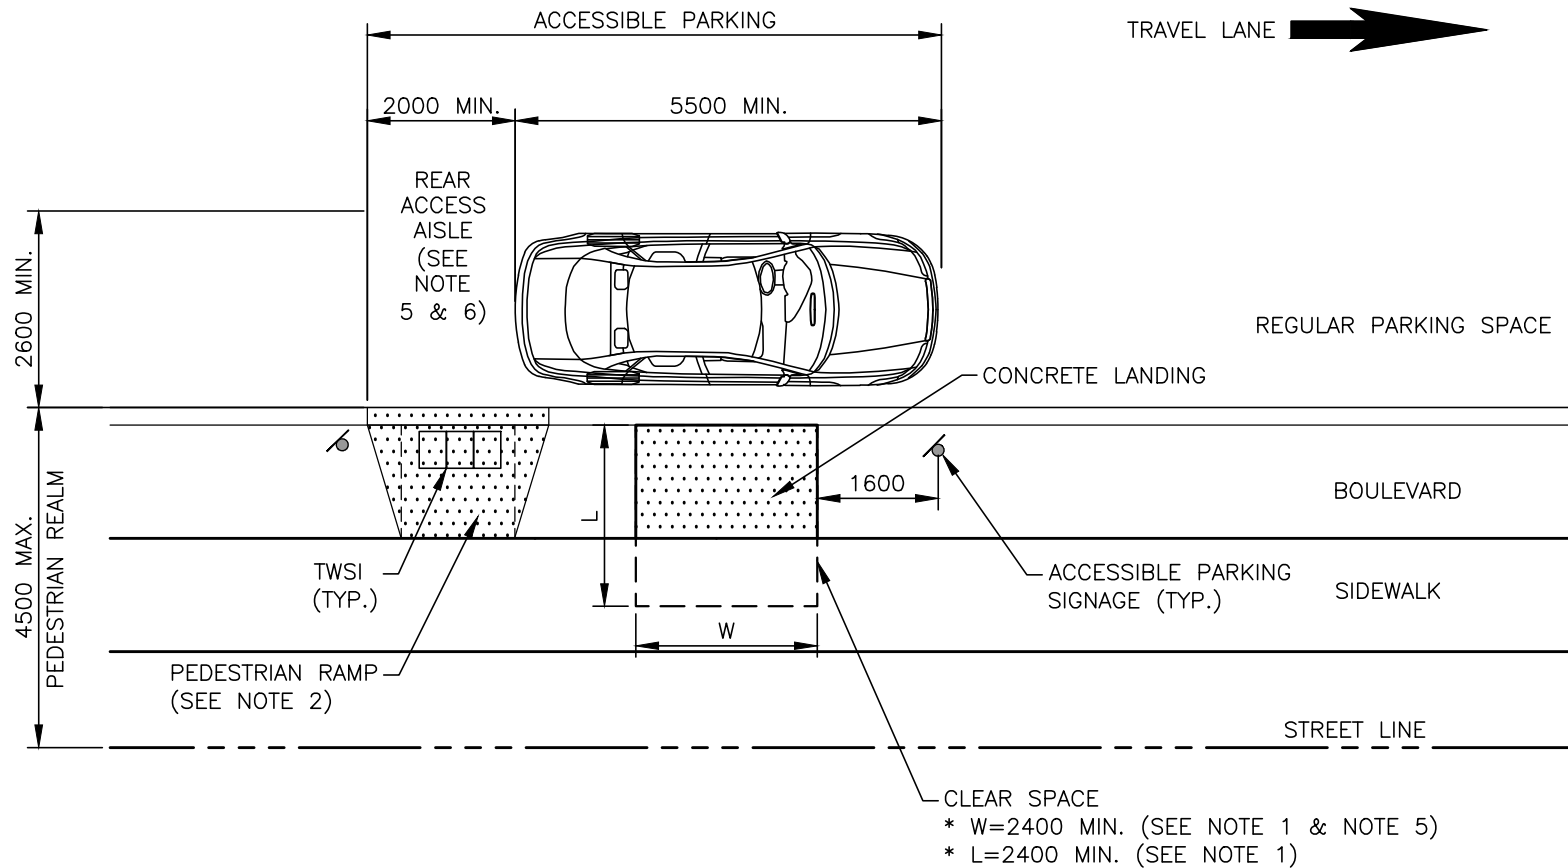 ACCESSIBLE PARKING
TRAVEL LANE
2000 MIN.
5500 MIN.
REAR
ACCESS
AISLE
(SEE
NOTE
5 & 6)
2600 MIN.
REGULAR PARKING SPACE
CONCRETE LANDING
1600
BOULEVARD
L
4500 MAX.
PEDESTRIAN REALM
TWSI
(TYP.)
ACCESSIBLE PARKING
SIGNAGE (TYP.)
SIDEWALK
W
PEDESTRIAN RAMP
(SEE NOTE 2)
STREET LINE
CLEAR SPACE
* W=2400 MIN. (SEE NOTE 1 & NOTE 5)
* L=2400 MIN. (SEE NOTE 1)